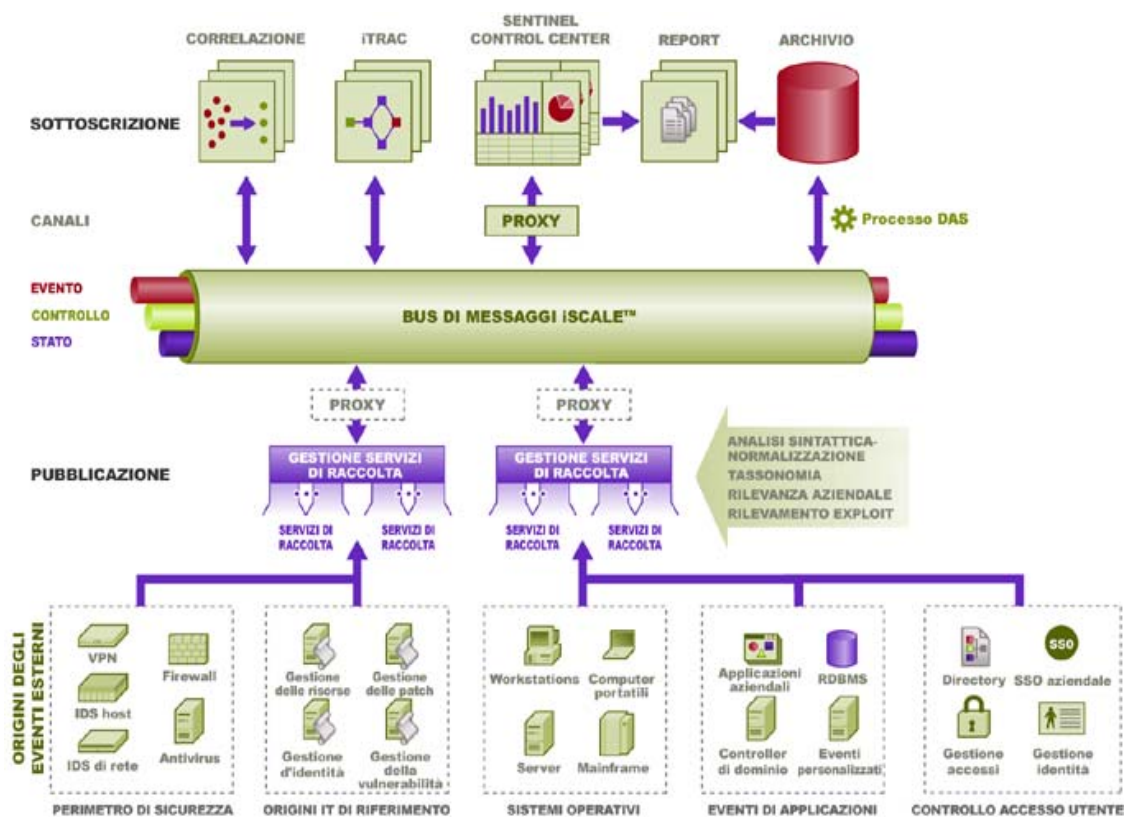 CORRELAZIONE
iTRAC
SENTINEL
CONTROL CENTER
REPORT
ARCHIVIO
SOTTOSCRIZIONE
CANALI
PROXY
Processo DAS
EVENTO
CONTROLLO
STATO
BUS DI MESSAGGI iSCALE™
PROXY
PROXY
PUBBLICAZIONE
GESTIONE SERVIZI
DI RACCOLTA
SERVIZI DI
RACCOLTA
SERVIZI DI
RACCOLTA
GESTIONE SERVIZI
DI RACCOLTA
SERVIZI DI
RACCOLTA
SERVIZI DI
RACCOLTA
ANALISI SINTATTICA-
NORMALIZZAZIONE
TASSONOMIA
RILEVANZA AZIENDALE
RILEVAMENTO EXPLOIT
ORIGINI DEGLI
EVENTI ESTERNI
VPN
Firewall
IDS host
Antivirus
IDS di rete
PERIMETRO DI SICUREZZA
Gestione
delle risorse
Gestione
delle patch
Gestione
d'identità
Gestione
della
vulnerabilità
ORIGINI IT DI RIFERIMENTO
Workstations
Computer
portatili
Server
Mainframe
SISTEMI OPERATIVI
Applicazioni
aziendali
RDBMS
Controller
di dominio
Eventi
personalizzati
EVENTI DI APPLICAZIONI
Directory
SSO
SSO aziendale
Gestione
accessi
Gestione
identità
CONTROLLO ACCESSO UTENTE